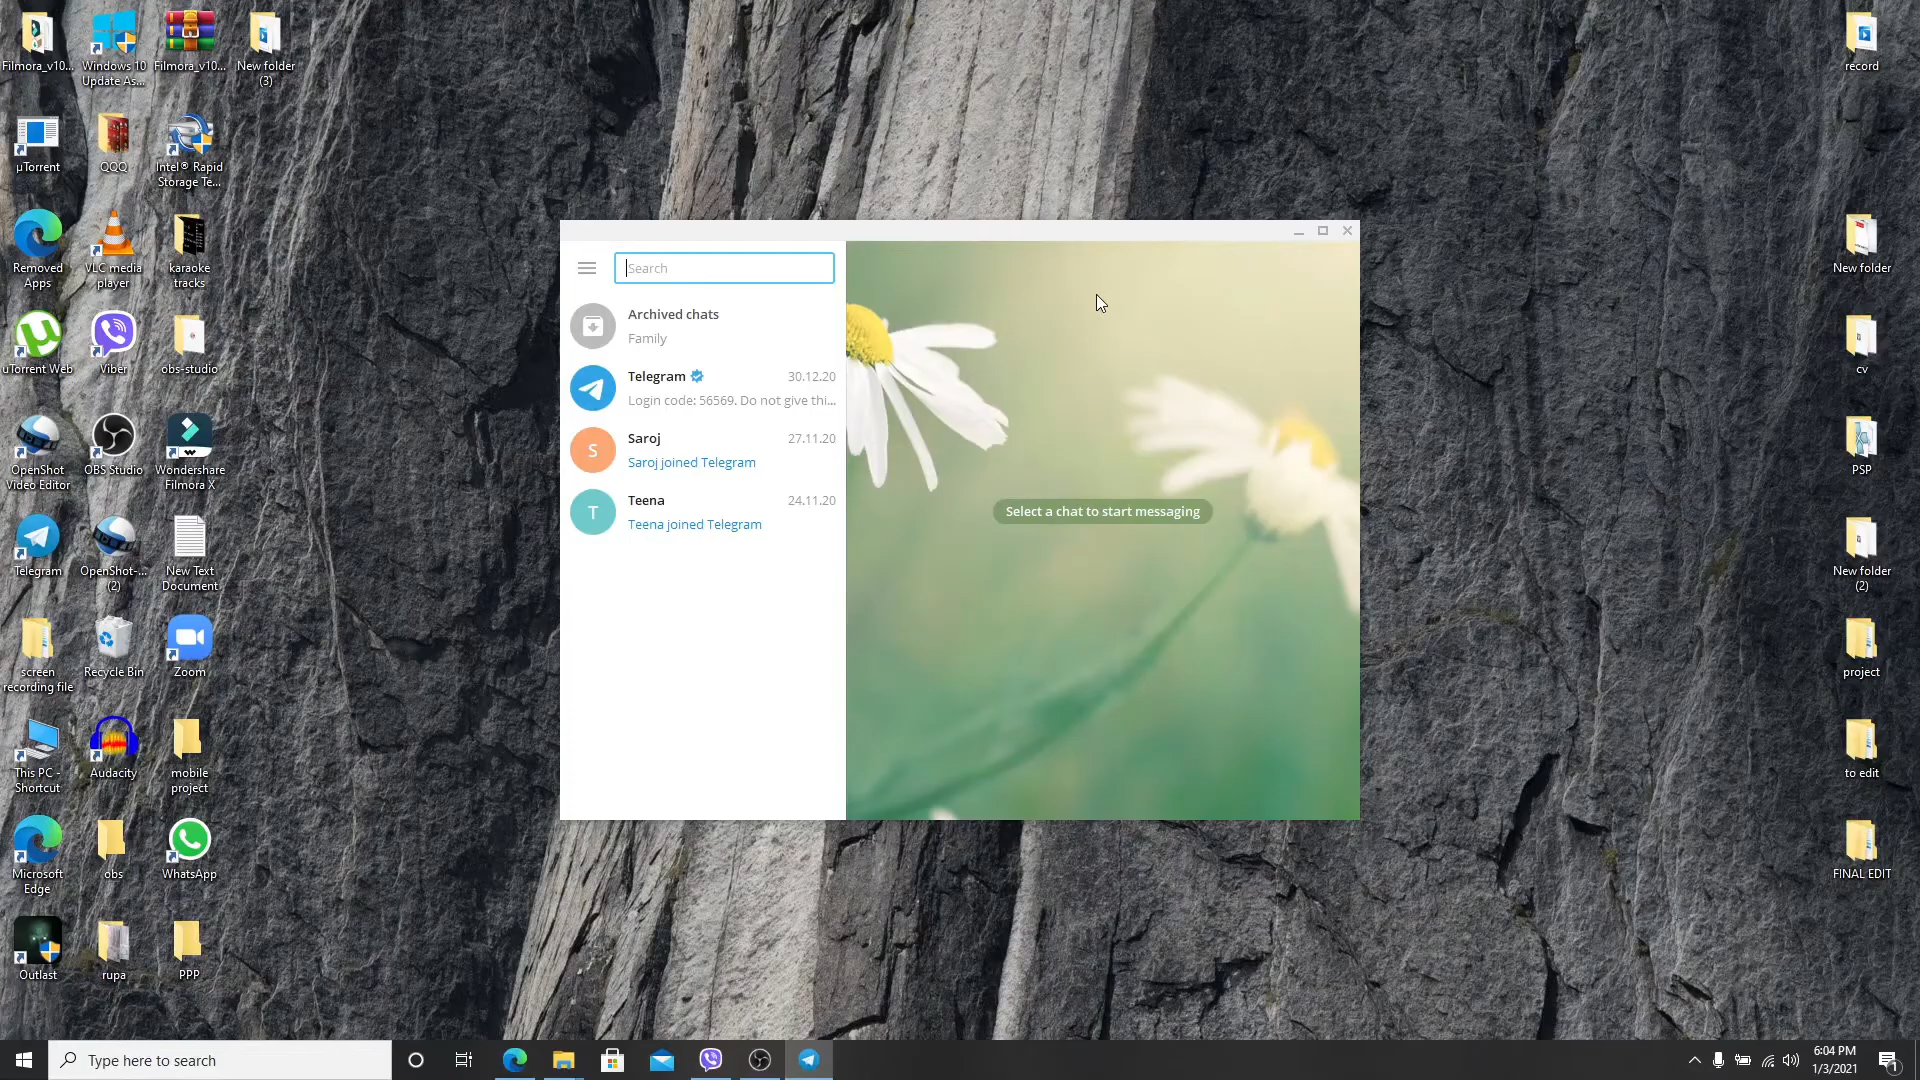 Filmora_v10...
Windows 10
Update As...
Filmora_v10...
New folder
(3)
record
µTorrent
QQQ
Intel® Rapid
Storage Te...
Removed
Apps
VLC media
player
karaoke
tracks
New folder
uTorrent Web
Viber
obs-studio
cv
OpenShot
Video Editor
OBS Studio
Wondershare
Filmora X
PSP
Telegram
OpenShot-...
(2)
New Text
Document
New folder
(2)
screen
recording file
Recycle Bin
Zoom
project
This PC -
Shortcut
Audacity
mobile
project
to edit
Microsoft
Edge
obs
WhatsApp
FINAL EDIT
Outlast
rupa
PPP
Search
Archived chats
Family
Telegram
30.12.20
Login code: 56569. Do not give thi...
S
Saroj
27.11.20
Saroj joined Telegram
T
Teena
24.11.20
Teena joined Telegram
Select a chat to start messaging
Type here to search
6:04 PM
1/3/2021
1